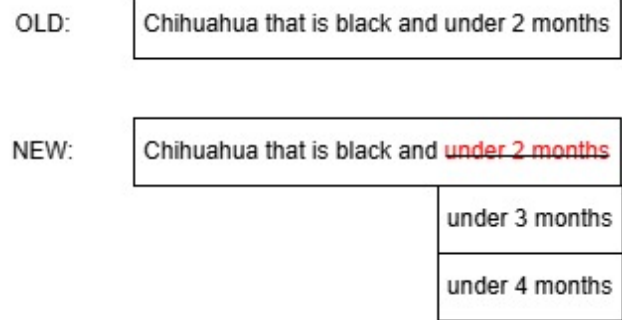 OLD: Chihuahua that is black and under 2 months
NEW: Chihuahua that is black and under 2 months
under 3 months
under 4 months